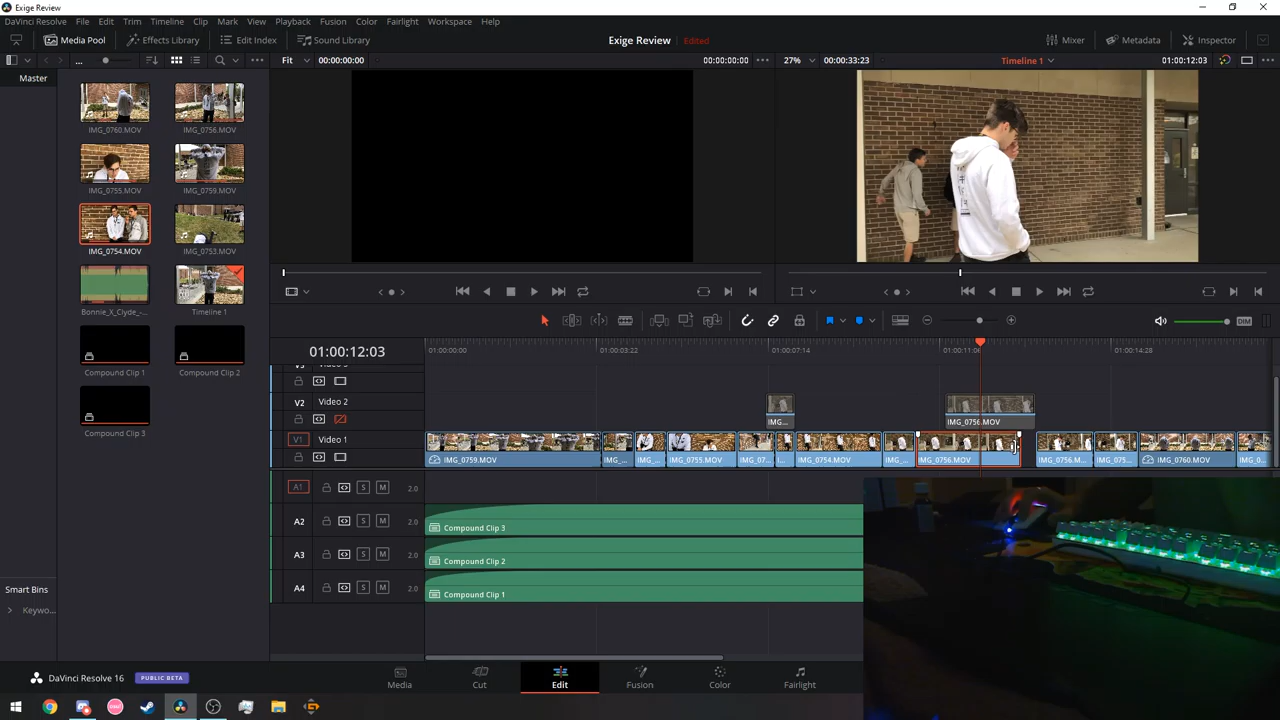 Exige Review
DaVinci Resolve File Edit Trim Timeline Clip Mark View Playback Fusion Color Fairlight Workspace Help
Media Pool Effects Library Edit Index Sound Library Exige Review Edited Mixer Metadata Inspector
... Fit 00:00:00:00 00:00:00:00 27% 00:00:33:23 Timeline 1 01:00:12:03
Master
IMG_0760.MOV IMG_0756.MOV
IMG_0755.MOV IMG_0759.MOV
IMG_0754.MOV IMG_0753.MOV
Bonnie_X_Clyde_-... Timeline 1
Compound Clip 1 Compound Clip 2
Compound Clip 3
DIM
01:00:12:03 01:00:00:00 01:00:03:22 01:00:07:14 01:00:11:06 01:00:14:28
V2 Video 2
IMG... IMG_0756.MOV
V1 Video 1
IMG_0759.MOV IMG_... IMG_... IMG_0755.MOV IMG_07... I... IMG_0754.MOV IMG_... IMG_0756.MOV IMG_0756.M... IMG_075... IMG_0760.MOV IMG_0...
A1 S M 2.0
A2 S M 2.0 Compound Clip 3
A3 S M 2.0 Compound Clip 2
A4 S M 2.0 Compound Clip 1
Smart Bins
Keywo...
DaVinci Resolve 16 PUBLIC BETA
Media Cut Edit Fusion Color Fairlight